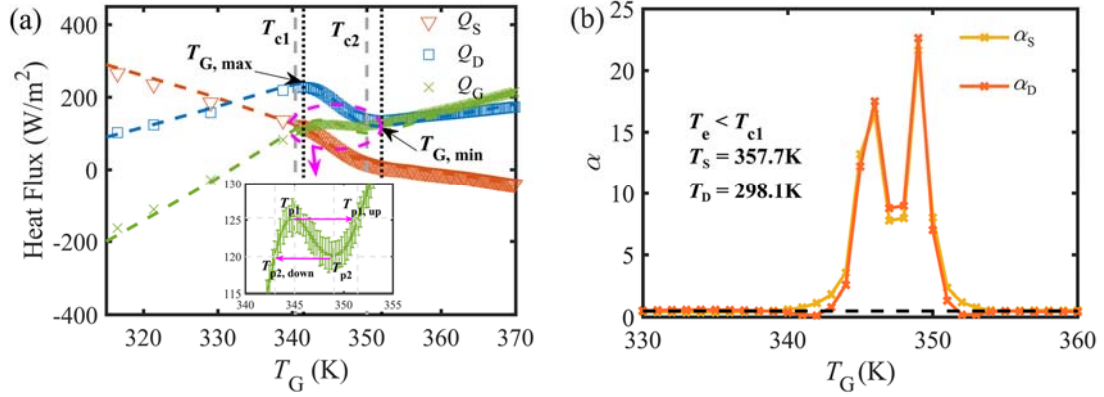 (a)
400
200
0
-200
-400
Heat Flux (W/m²)
320
330
340
350
360
370
T_G (K)
T_c1
T_c2
T_G, max
T_G, min
Q_S
Q_D
Q_G
130
125
120
115
340
345
350
355
T_p1
T_p1, up
T_p2, down
T_p2
(b)
25
20
15
10
5
0
α
330
340
350
360
T_G (K)
α_S
α_D
T_e < T_c1
T_S = 357.7K
T_D = 298.1K